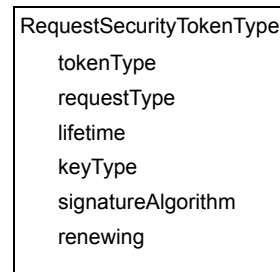 RequestSecurityTokenType
tokenType
requestType
lifetime
keyType
signatureAlgorithm
renewing